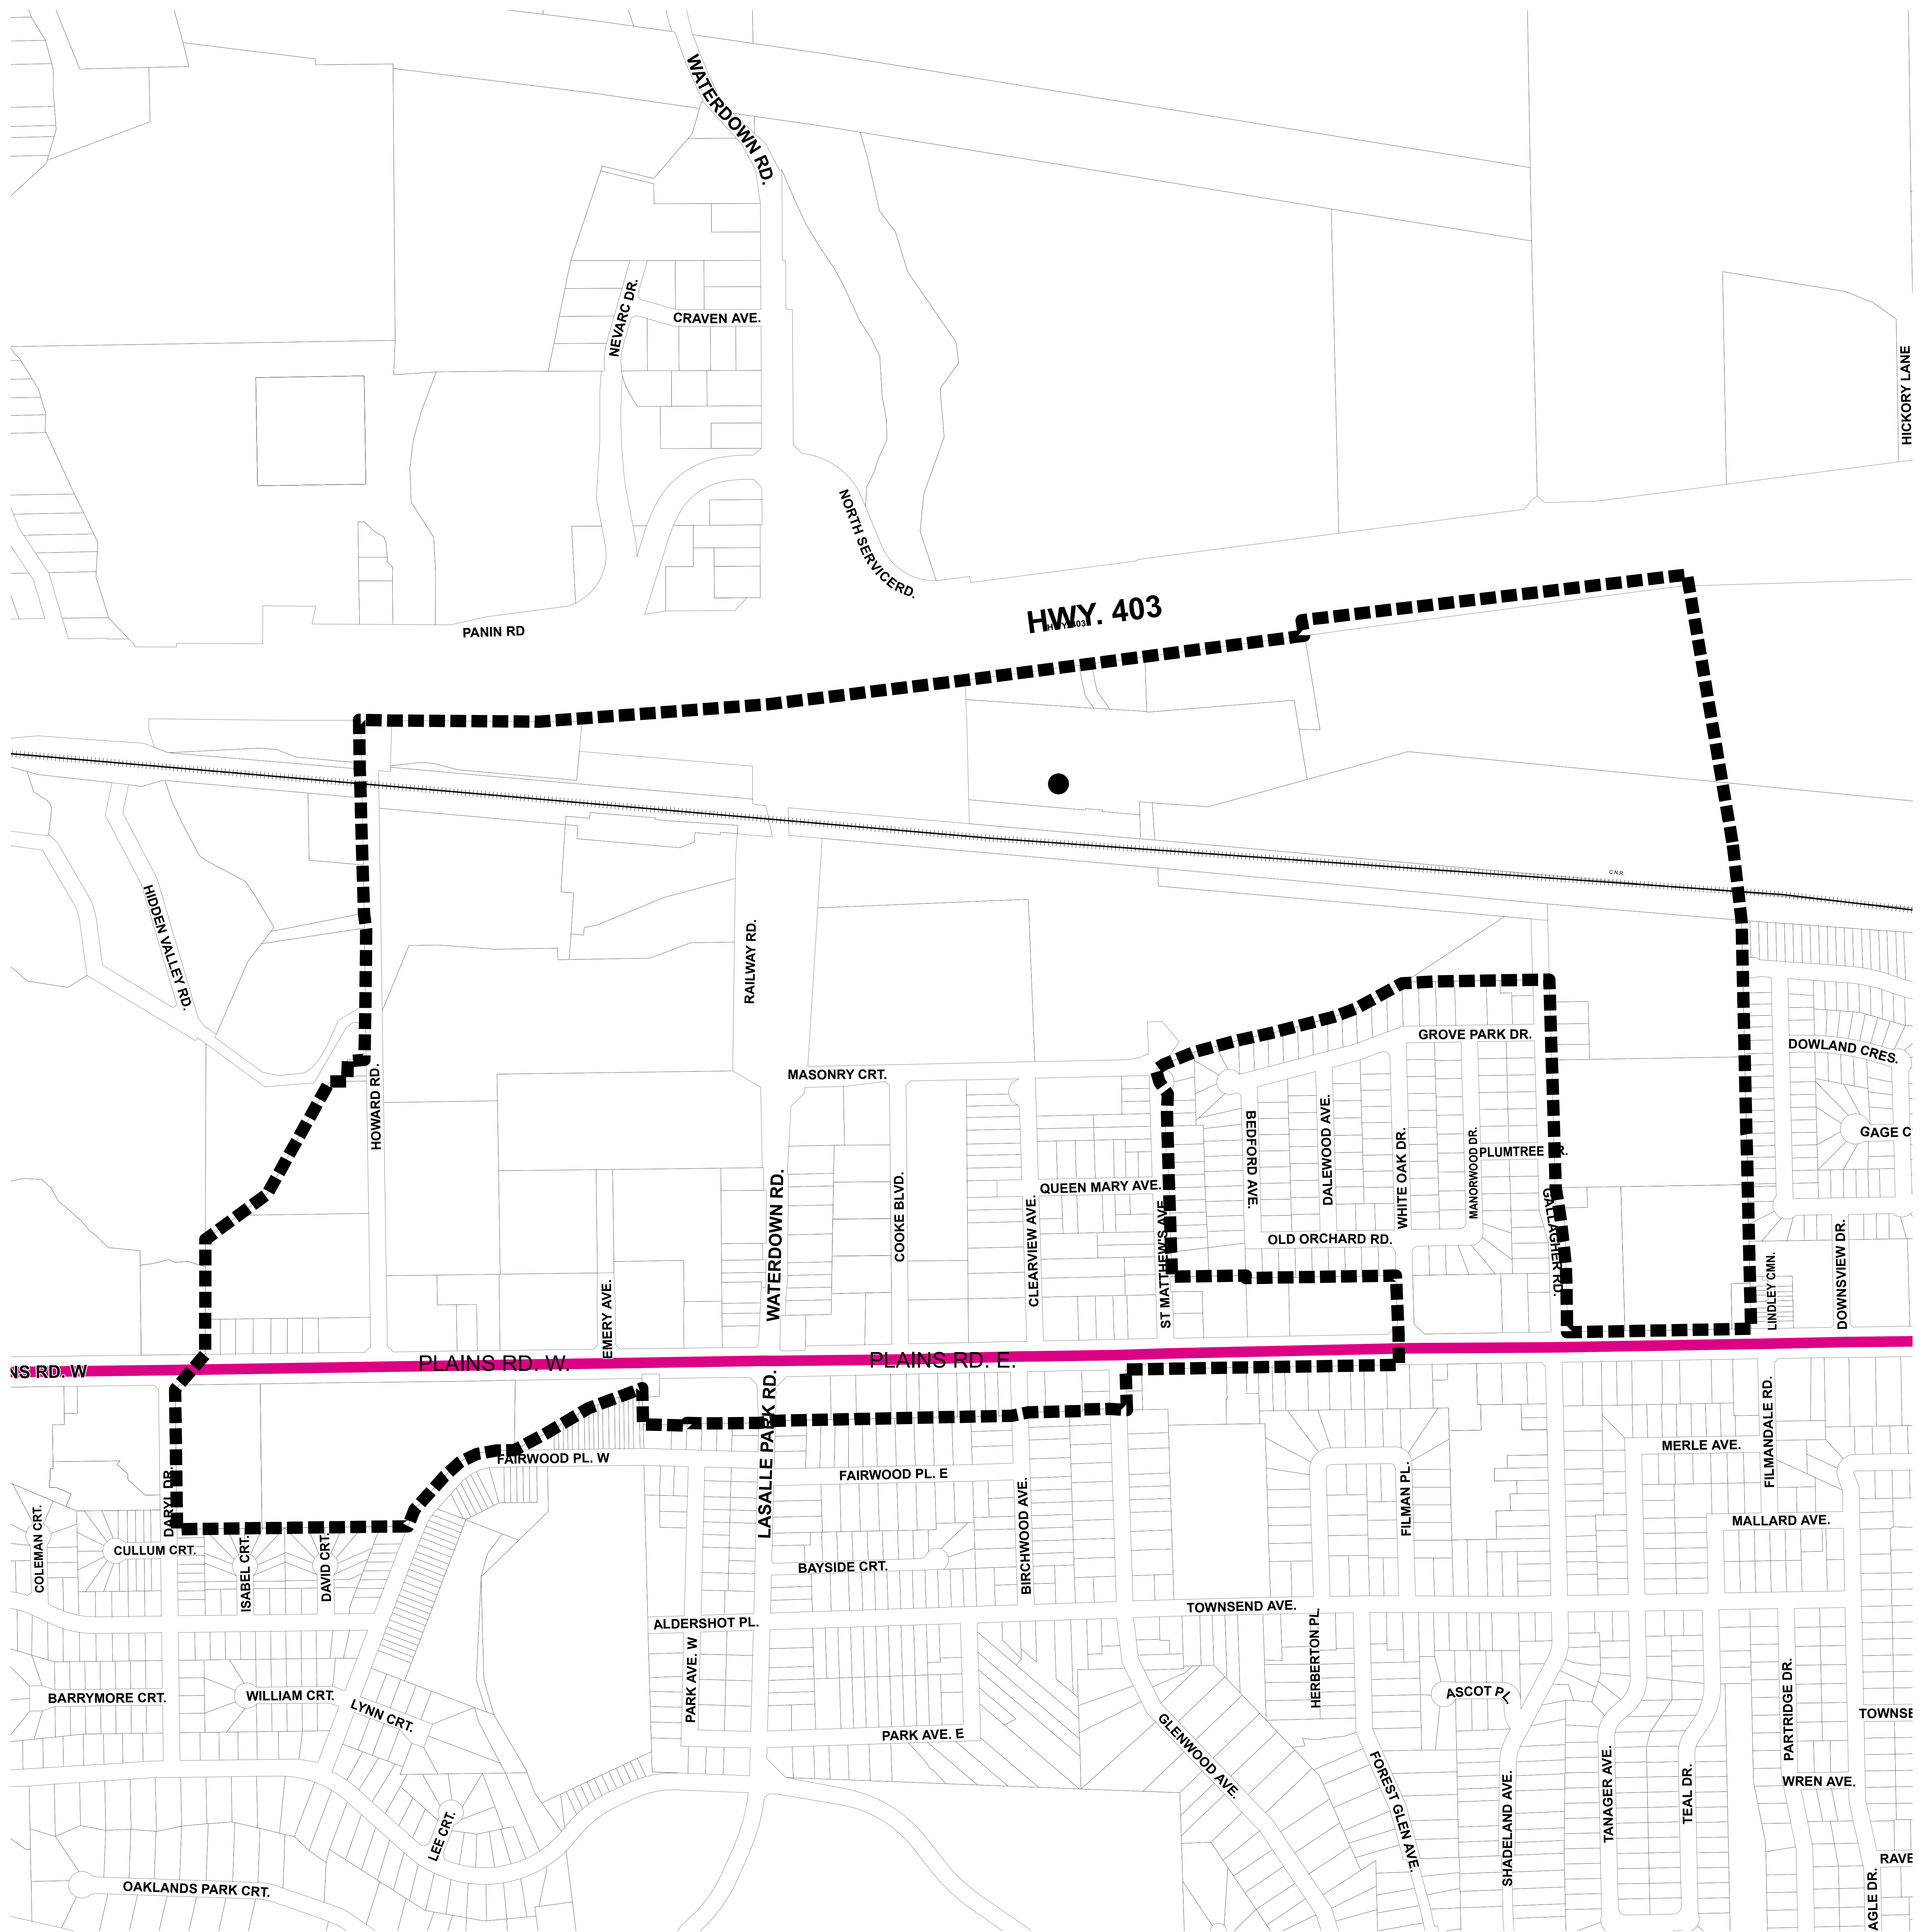 WATERDOWN RD.
NEVARC DR.
CRAVEN AVE.
HICKORY LANE
NORTH SERVICERD.
HWY. 403
HWY 403
PANIN RD
C.N.R.
HIDDEN VALLEY RD.
RAILWAY RD.
GROVE PARK DR.
DOWLAND CRES.
MASONRY CRT.
HOWARD RD.
BEDFORD AVE.
DALEWOOD AVE.
WHITE OAK DR.
MANORWOOD DR.
PLUMTREE DR.
GAGE C
QUEEN MARY AVE.
WATERDOWN RD.
COOKE BLVD.
CLEARVIEW AVE.
ST MATTHEW'S AVE.
OLD ORCHARD RD.
GALLAGHER RD.
LINDLEY CMN.
DOWNSVIEW DR.
EMERY AVE.
NS RD. W
PLAINS RD. W.
PLAINS RD. E.
LASALLE PARK RD.
FILMANDALE RD.
MERLE AVE.
FAIRWOOD PL. W
FAIRWOOD PL. E
DARYL DR.
BIRCHWOOD AVE.
FILMAN PL.
MALLARD AVE.
COLEMAN CRT.
CULLUM CRT.
ISABEL CRT.
DAVID CRT.
BAYSIDE CRT.
TOWNSEND AVE.
ALDERSHOT PL.
PARK AVE. W
HERBERTON PL.
BARRYMORE CRT.
WILLIAM CRT.
LYNN CRT.
ASCOT PL
PARTRIDGE DR.
TOWNSE
PARK AVE. E
GLENWOOD AVE.
FOREST GLEN AVE.
SHADELAND AVE.
TANAGER AVE.
TEAL DR.
WREN AVE.
LEE CRT.
RAVE
OAKLANDS PARK CRT.
AGLE DR.